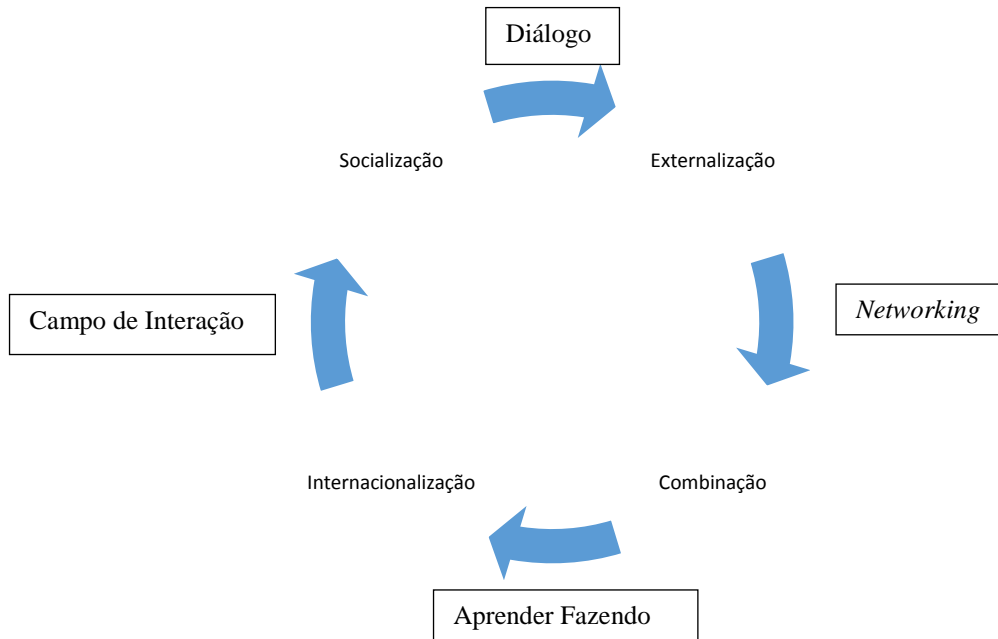 Diálogo
Socialização
Externalização
Campo de Interação
Networking
Internacionalização
Combinação
Aprender Fazendo